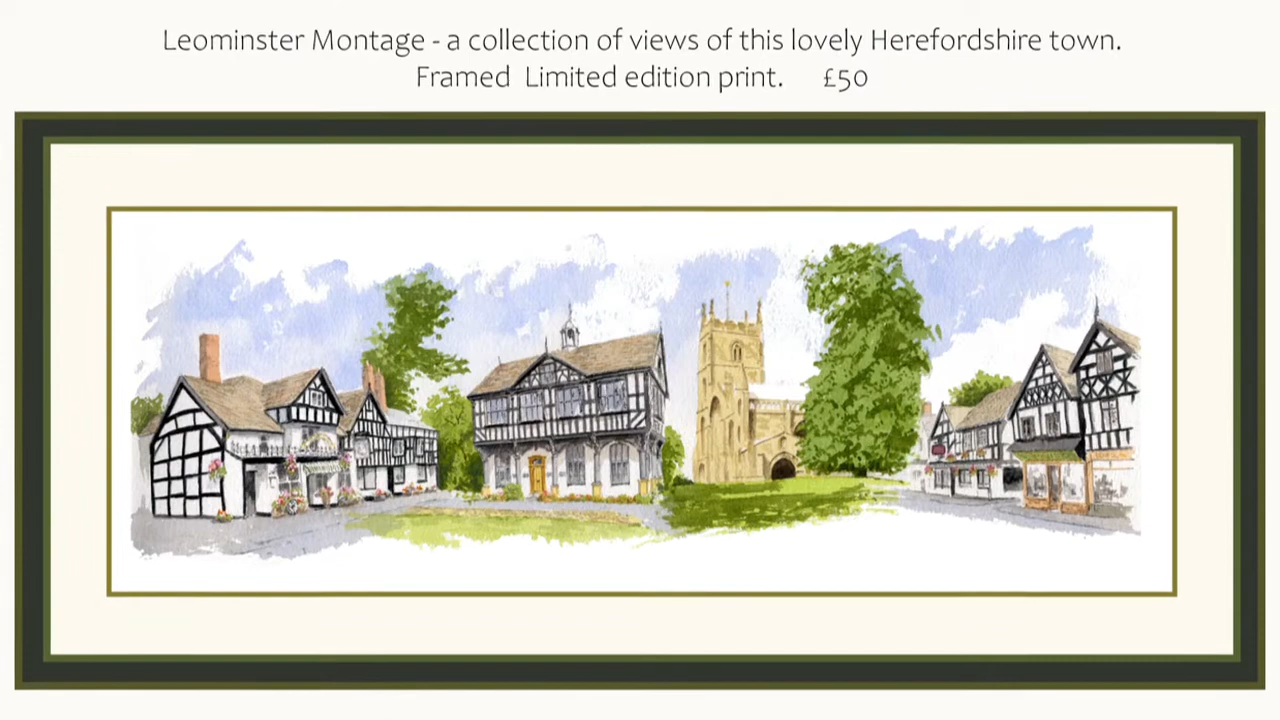 Leominster Montage - a collection of views of this lovely Herefordshire town.
Framed Limited edition print. £50